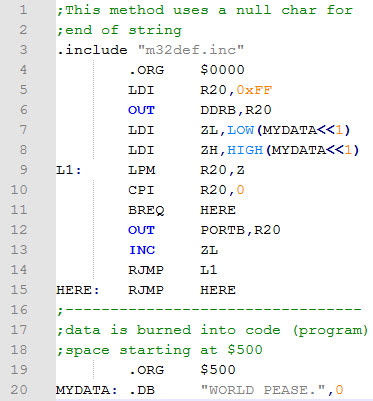 1 ;This method uses a null char for
2 ;end of string
3 .include "m32def.inc"
4 .ORG $0000
5 LDI R20,0xFF
6 OUT DDRB,R20
7 LDI ZL,LOW(MYDATA<<1)
8 LDI ZH,HIGH(MYDATA<<1)
9 L1: LPM R20,Z
10 CPI R20,0
11 BREQ HERE
12 OUT PORTB,R20
13 INC ZL
14 RJMP L1
15 HERE: RJMP HERE
16 ;---------------------------------
17 ;data is burned into code (program)
18 ;space starting at $500
19 .ORG $500
20 MYDATA: .DB "WORLD PEASE.",0